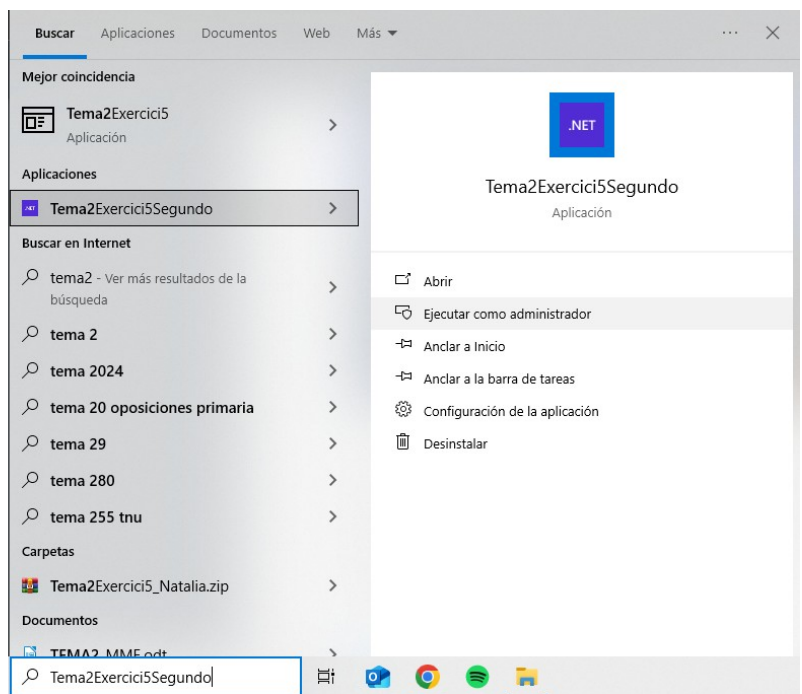 Buscar Aplicaciones Documentos Web Más
Mejor coincidencia
Tema2Exercici5
Aplicación
Aplicaciones
Tema2Exercici5Segundo
Buscar en Internet
tema2 - Ver más resultados de la
búsqueda
tema 2
tema 2024
tema 20 oposiciones primaria
tema 29
tema 280
tema 255 tnu
Carpetas
Tema2Exercici5_Natalia.zip
Documentos
TEMA2_MME.odt
Tema2Exercici5Segundo
.NET
Tema2Exercici5Segundo
Aplicación
Abrir
Ejecutar como administrador
Anclar a Inicio
Anclar a la barra de tareas
Configuración de la aplicación
Desinstalar